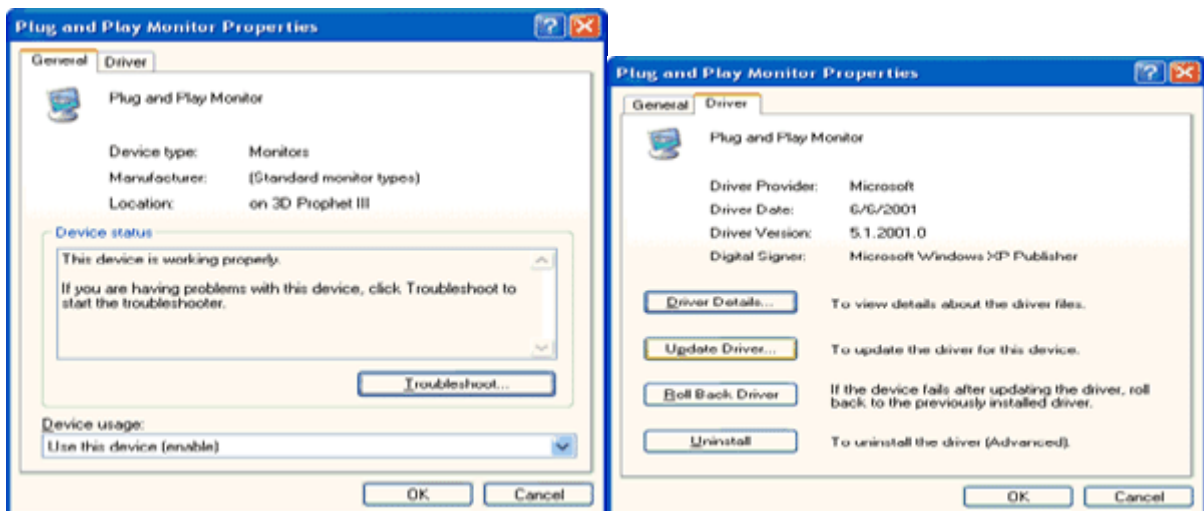 Plug and Play Monitor Properties
General Driver
Plug and Play Monitor
Device type: Monitors
Manufacturer: (Standard monitor types)
Location: on 3D Prophet III
Device status
This device is working properly.
If you are having problems with this device, click Troubleshoot to
start the troubleshooter.
Troubleshoot...
Device usage:
Use this device (enable)
OK Cancel
Plug and Play Monitor Properties
General Driver
Plug and Play Monitor
Driver Provider: Microsoft
Driver Date: 6/6/2001
Driver Version: 5.1.2001.0
Digital Signer: Microsoft Windows XP Publisher
Driver Details... To view details about the driver files.
Update Driver... To update the driver for this device.
Roll Back Driver If the device fails after updating the driver, roll
back to the previously installed driver.
Uninstall To uninstall the driver (Advanced).
OK Cancel